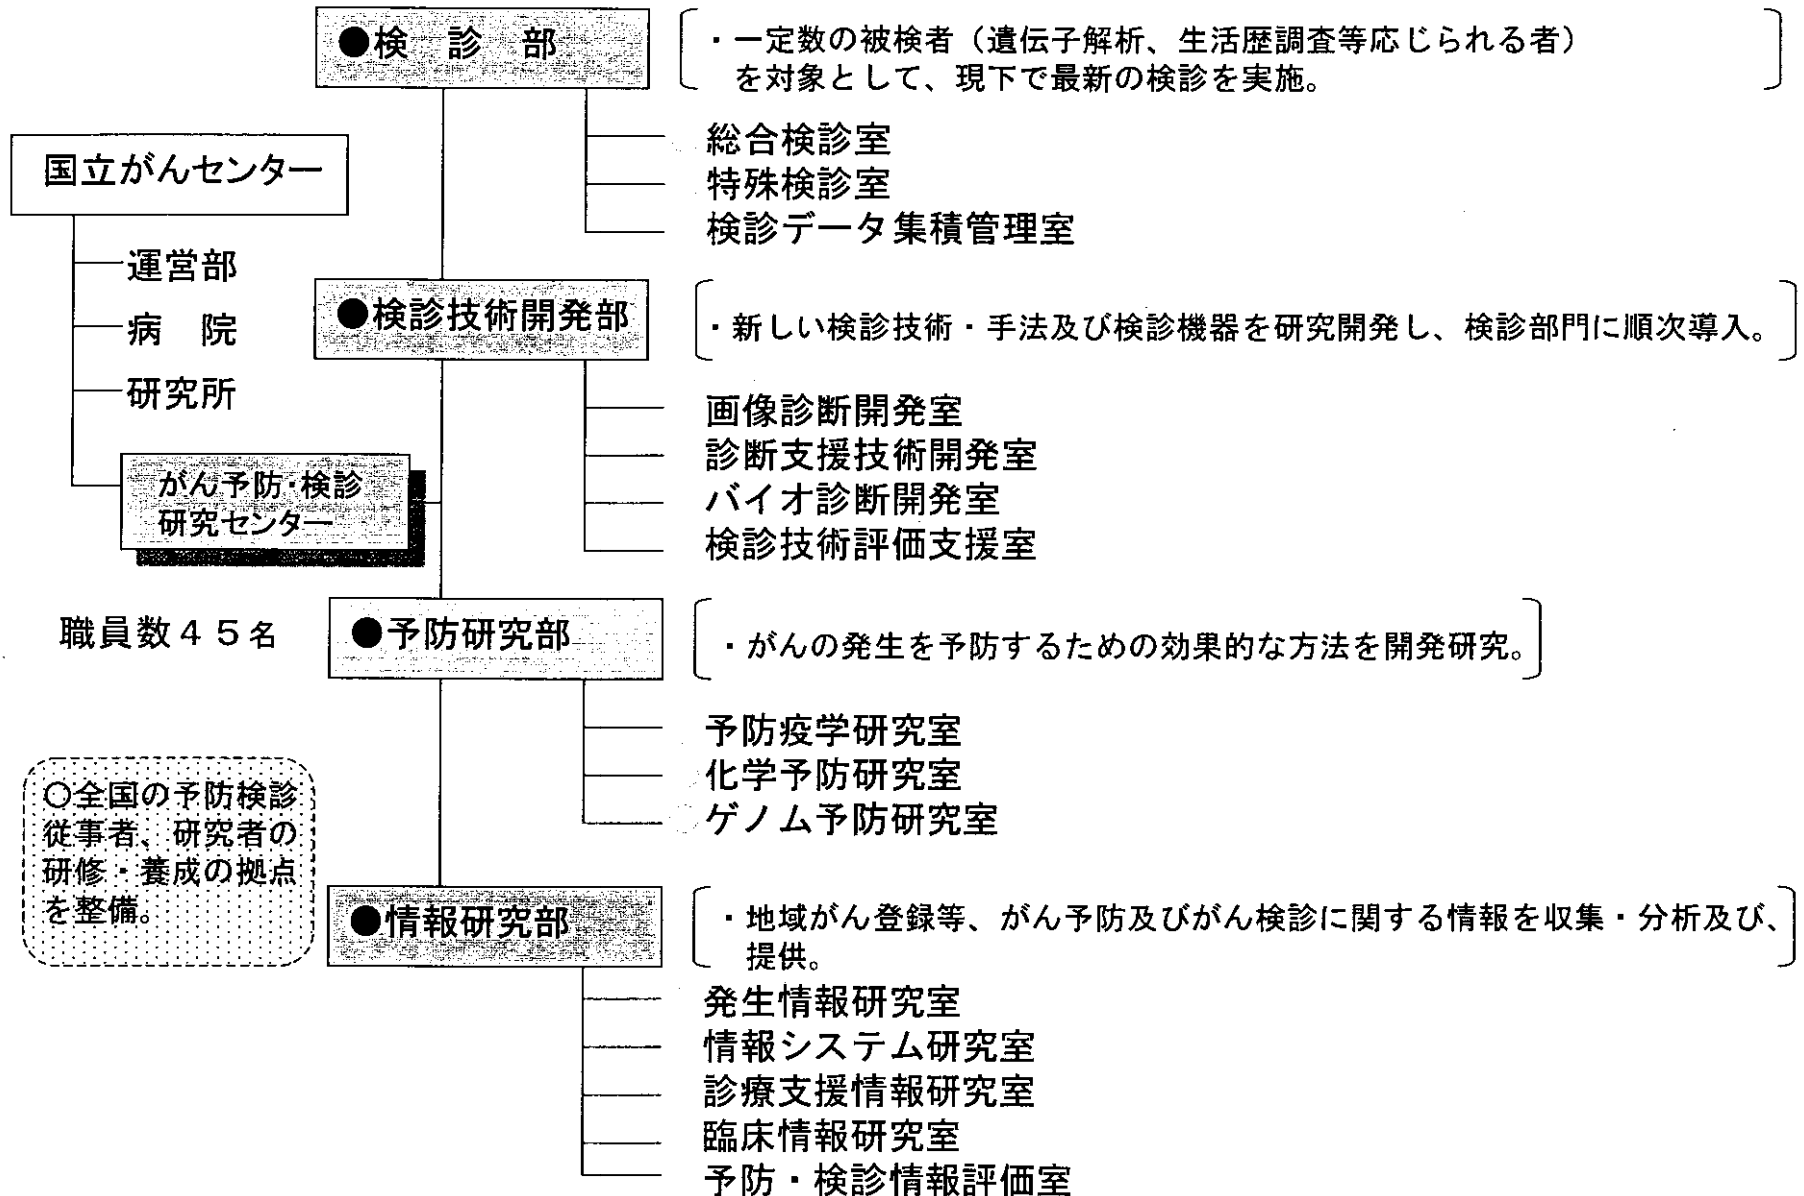 国立がんセンター
運営部
病　院
研究所
がん予防・検診
研究センター
職員数４５名
○全国の予防検診
従事者、研究者の
研修・養成の拠点
を整備。
●検　診　部
・一定数の被検者（遺伝子解析、生活歴調査等応じられる者）
を対象として、現下で最新の検診を実施。
総合検診室
特殊検診室
検診データ集積管理室
●検診技術開発部
・新しい検診技術・手法及び検診機器を研究開発し、検診部門に順次導入。
画像診断開発室
診断支援技術開発室
バイオ診断開発室
検診技術評価支援室
●予防研究部
・がんの発生を予防するための効果的な方法を開発研究。
予防疫学研究室
化学予防研究室
ゲノム予防研究室
●情報研究部
・地域がん登録等、がん予防及びがん検診に関する情報を収集・分析及び、
提供。
発生情報研究室
情報システム研究室
診療支援情報研究室
臨床情報研究室
予防・検診情報評価室